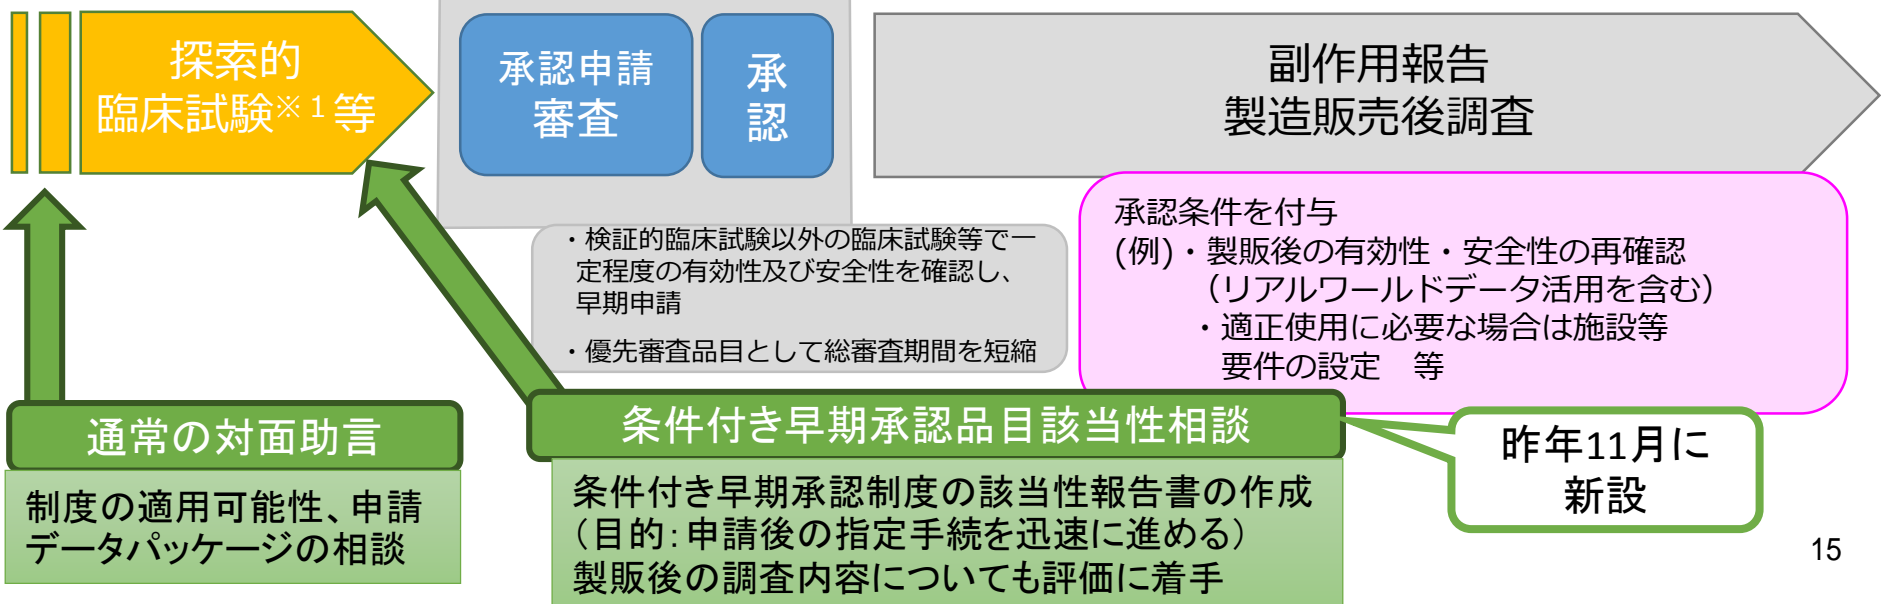 探索的
臨床試験※１等
承認申請
審査
承
認
副作用報告
製造販売後調査
・検証的臨床試験以外の臨床試験等で一
定程度の有効性及び安全性を確認し、
早期申請
・優先審査品目として総審査期間を短縮
承認条件を付与
(例)・製販後の有効性・安全性の再確認
（リアルワールドデータ活用を含む）
・適正使用に必要な場合は施設等
要件の設定　等
通常の対面助言
制度の適用可能性、申請
データパッケージの相談
条件付き早期承認品目該当性相談
条件付き早期承認制度の該当性報告書の作成
（目的：申請後の指定手続を迅速に進める）
製販後の調査内容についても評価に着手
昨年11月に
新設
15